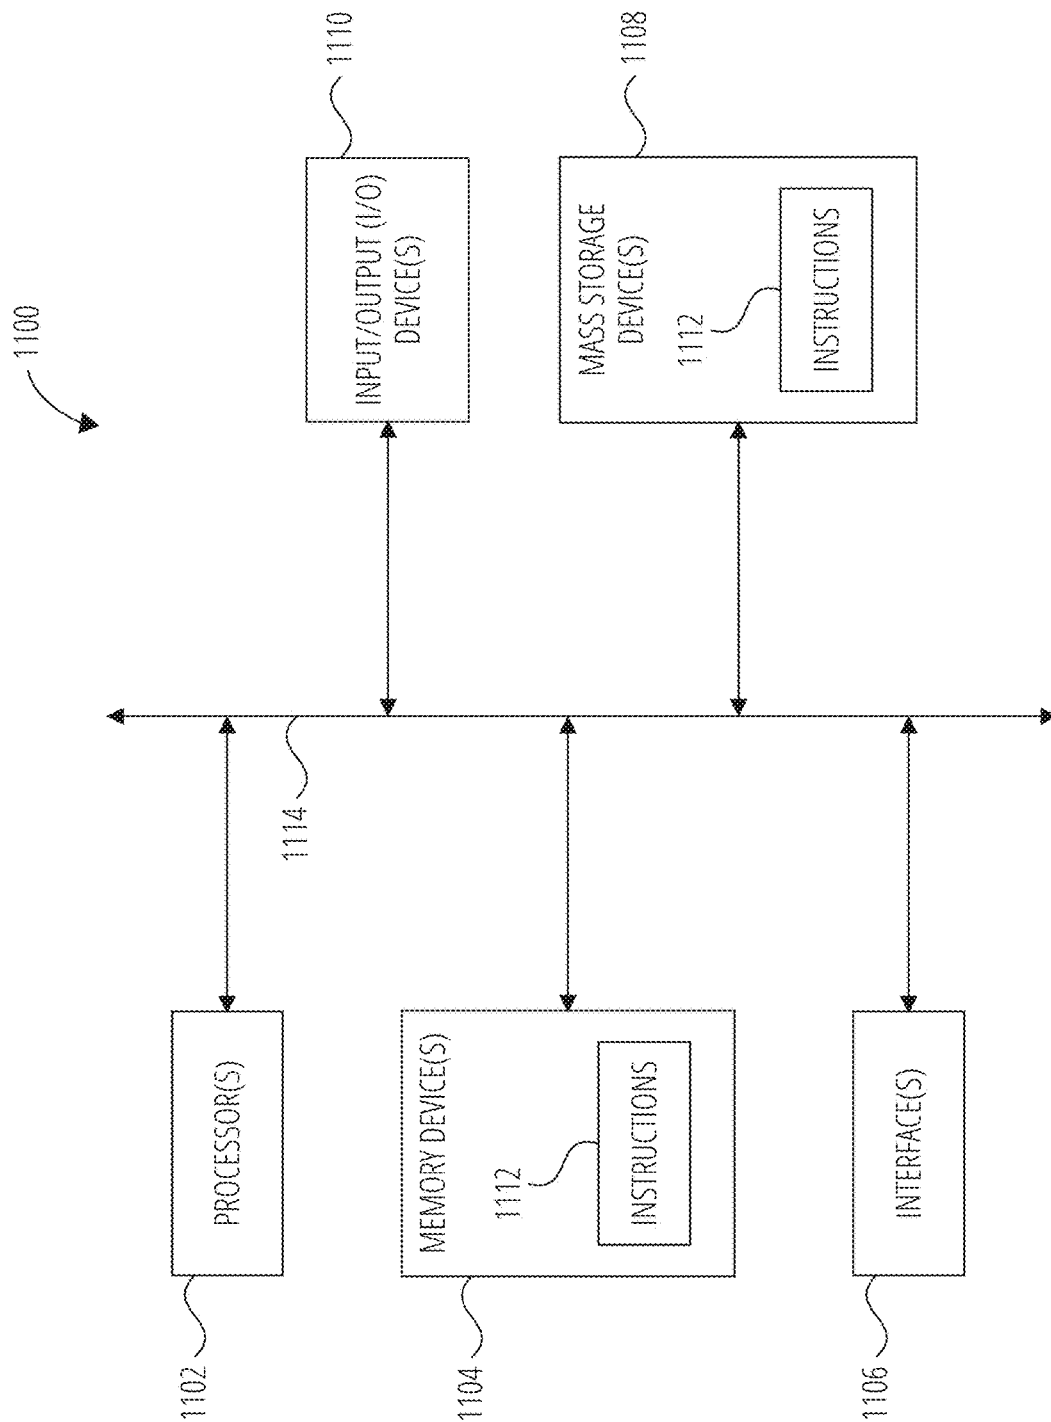 1100
1102
PROCESSOR(S)
1114
INPUT/OUTPUT (I/O)
DEVICE(S)
1110
1104
MEMORY DEVICE(S)
1112
INSTRUCTIONS
MASS STORAGE
DEVICE(S)
1108
1112
INSTRUCTIONS
1106
INTERFACE(S)